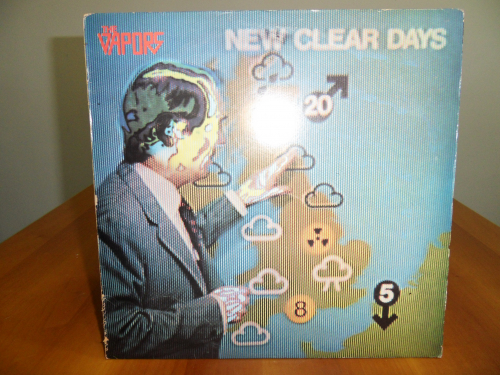 THE
VAPORS
NEW CLEAR DAYS
20
8
5